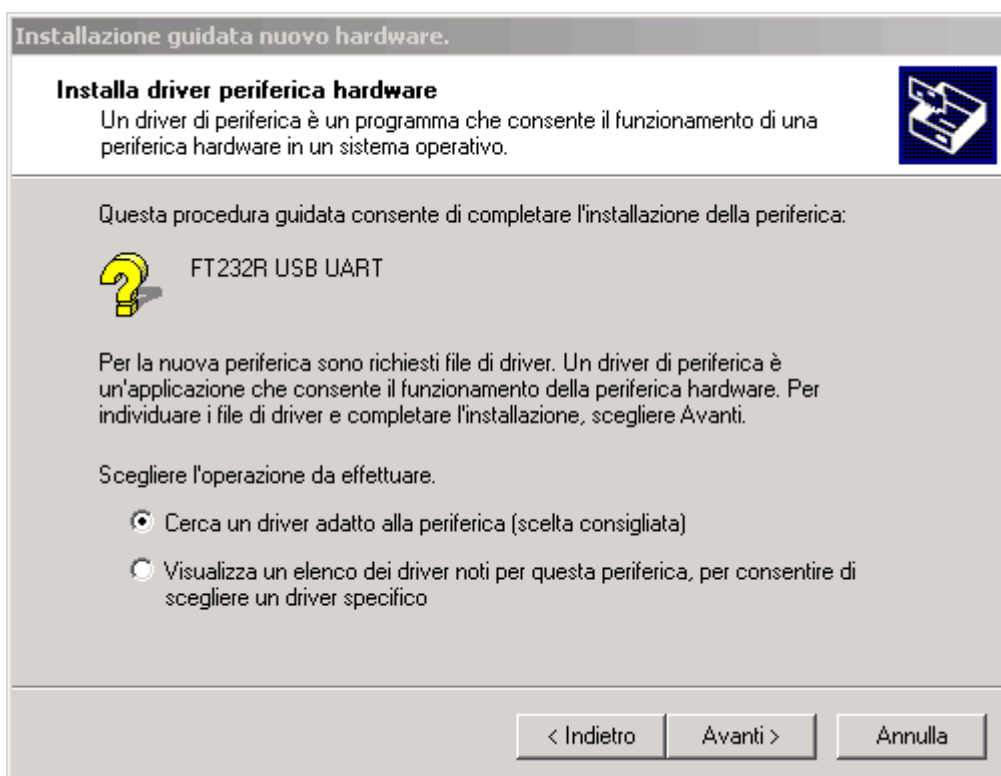 Installazione guidata nuovo hardware.
Installa driver periferica hardware
Un driver di periferica è un programma che consente il funzionamento di una
periferica hardware in un sistema operativo.
Questa procedura guidata consente di completare l'installazione della periferica:
FT232R USB UART
Per la nuova periferica sono richiesti file di driver. Un driver di periferica è
un'applicazione che consente il funzionamento della periferica hardware. Per
individuare i file di driver e completare l'installazione, scegliere Avanti.
Scegliere l'operazione da effettuare.
Cerca un driver adatto alla periferica (scelta consigliata)
Visualizza un elenco dei driver noti per questa periferica, per consentire di
scegliere un driver specifico
< Indietro
Avanti >
Annulla